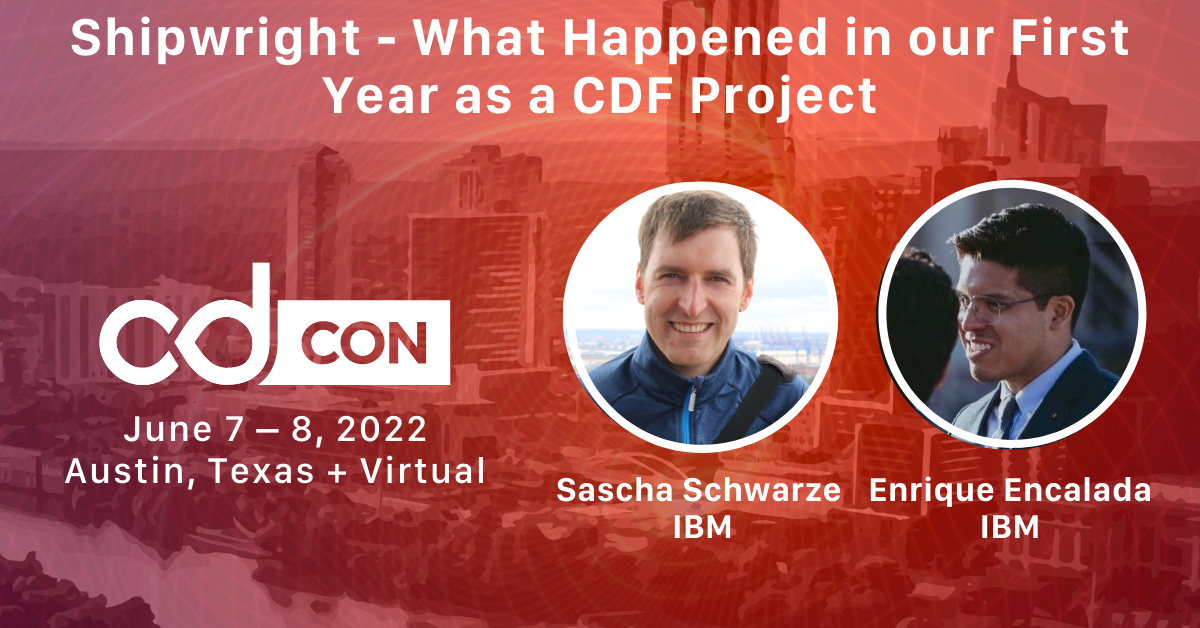 Shipwright - What Happened in our First
Year as a CDF Project
cd CON
June 7 – 8, 2022
Austin, Texas + Virtual
Sascha Schwarze
IBM
Enrique Encalada
IBM